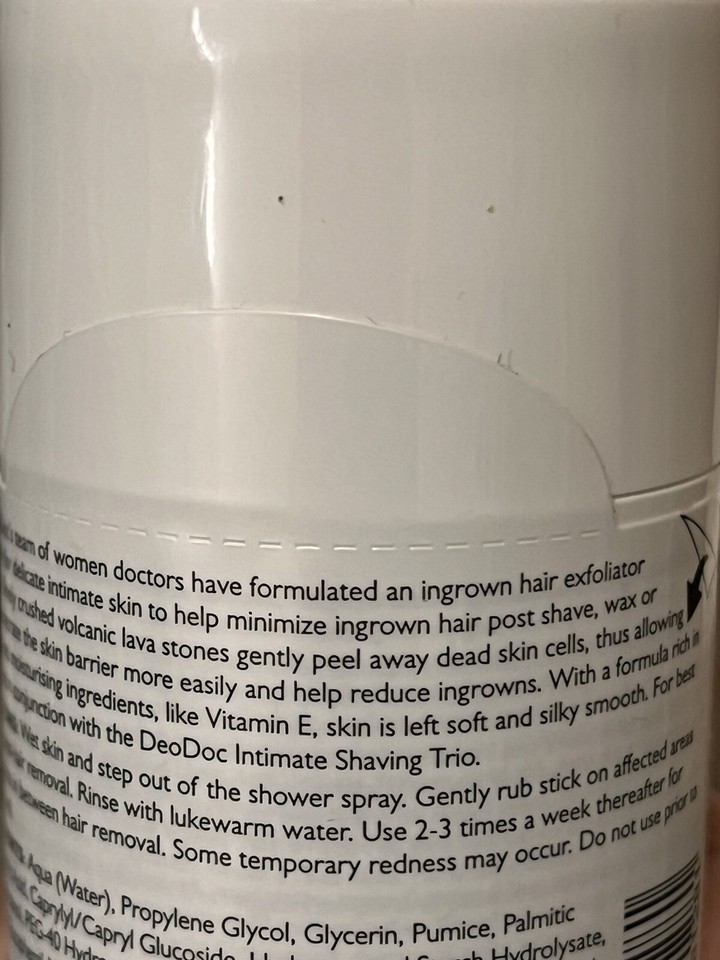 team of women doctors have formulated an ingrown hair exfoliator
delicate intimate skin to help minimize ingrown hair post shave, wax or
crushed volcanic lava stones gently peel away dead skin cells, thus allowing
the skin barrier more easily and help reduce ingrowns. With a formula rich in
moisturising ingredients, like Vitamin E, skin is left soft and silky smooth. For best
conjunction with the DeoDoc Intimate Shaving Trio.
Wet skin and step out of the shower spray. Gently rub stick on affected areas
removal. Rinse with lukewarm water. Use 2-3 times a week thereafter for
between hair removal. Some temporary redness may occur. Do not use prior to
Aqua (Water), Propylene Glycol, Glycerin, Pumice, Palmitic
Caprylyl/Capryl Glucoside, Hydrolysate,
PEG-40